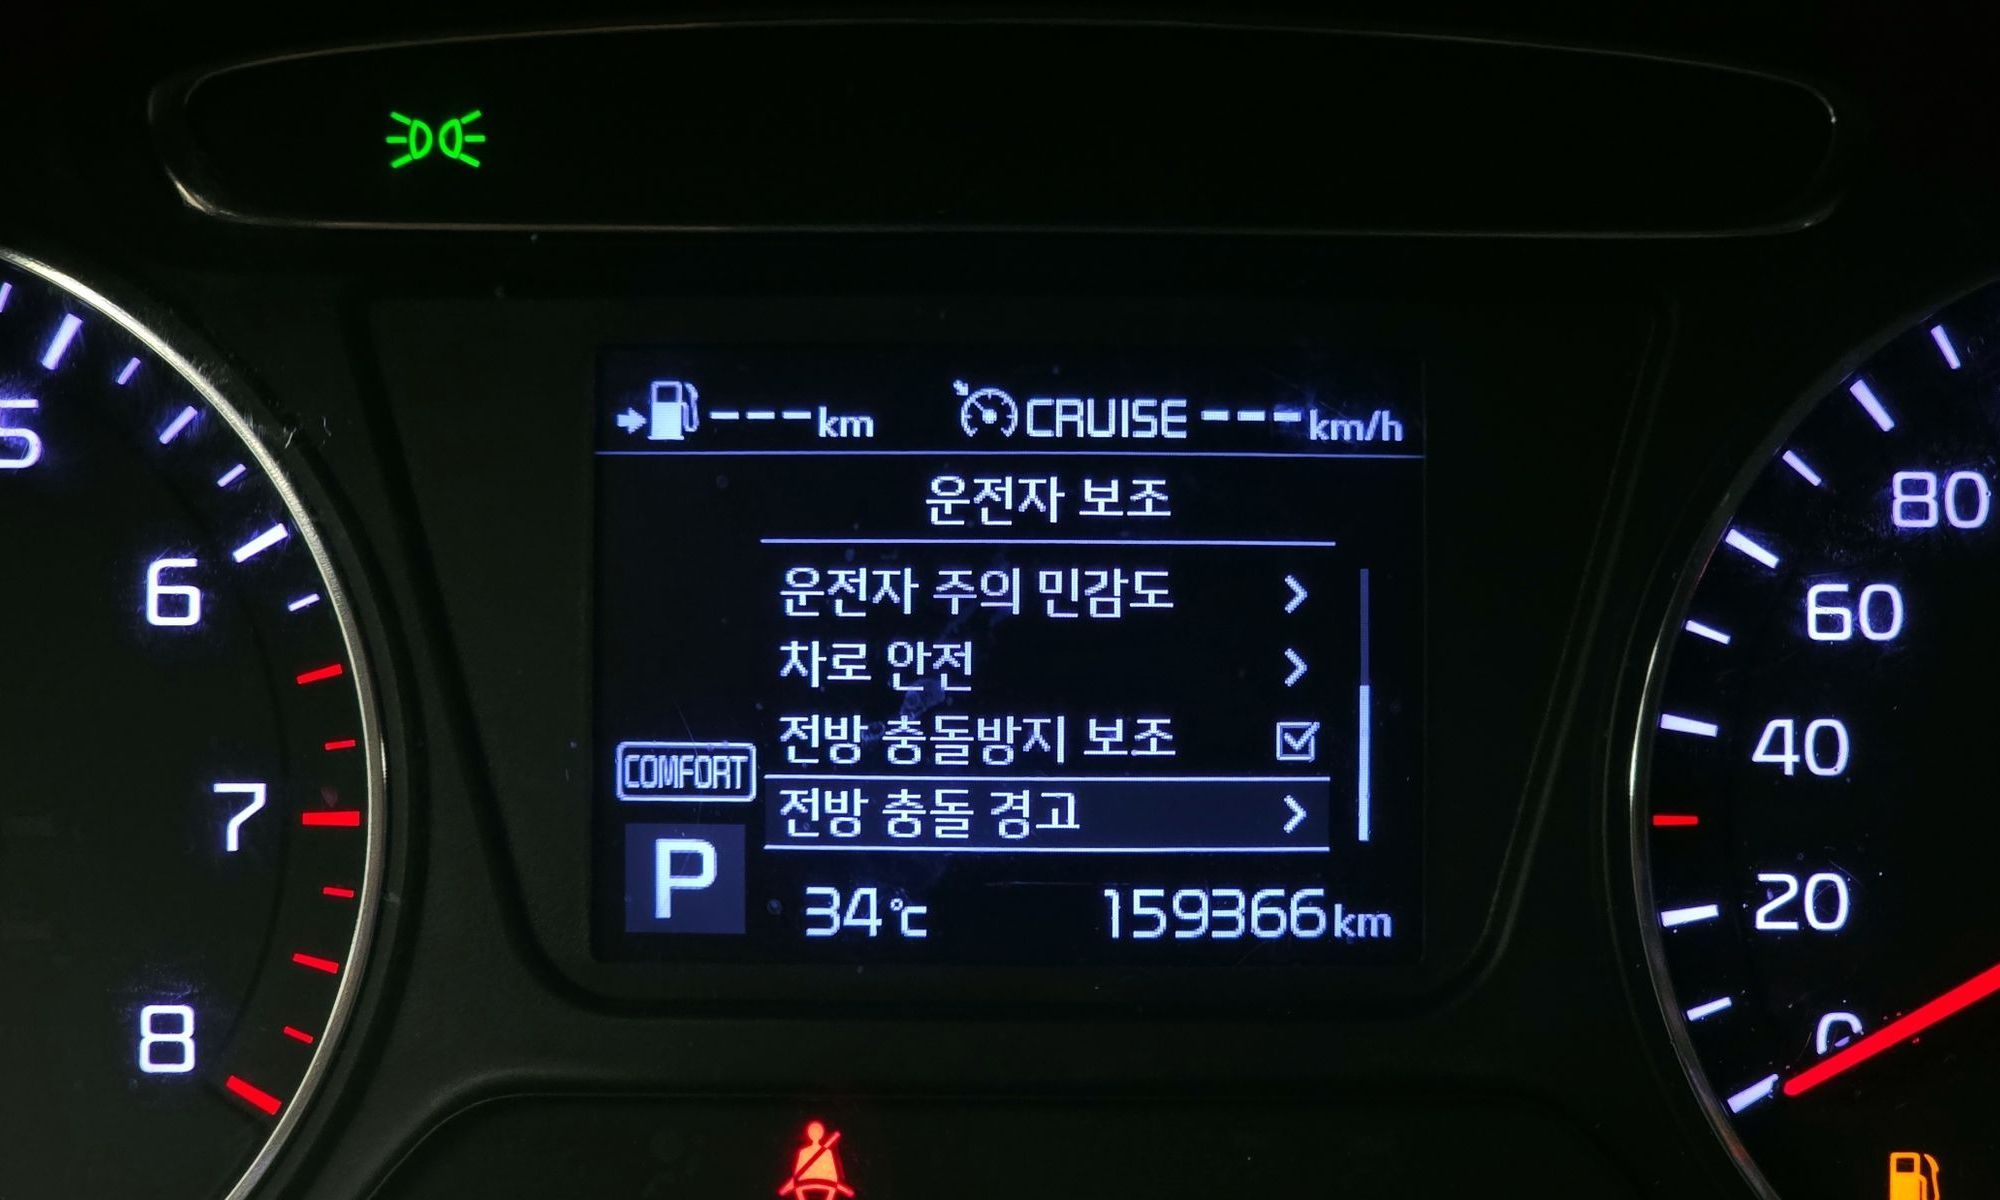 ---km CRUISE ---km/h
운전자 보조
운전자 주의 민감도
차로 안전
전방 충돌방지 보조
전방 충돌 경고
COMFORT
P
34℃ 159366km
5
6
7
8
80
60
40
20
0